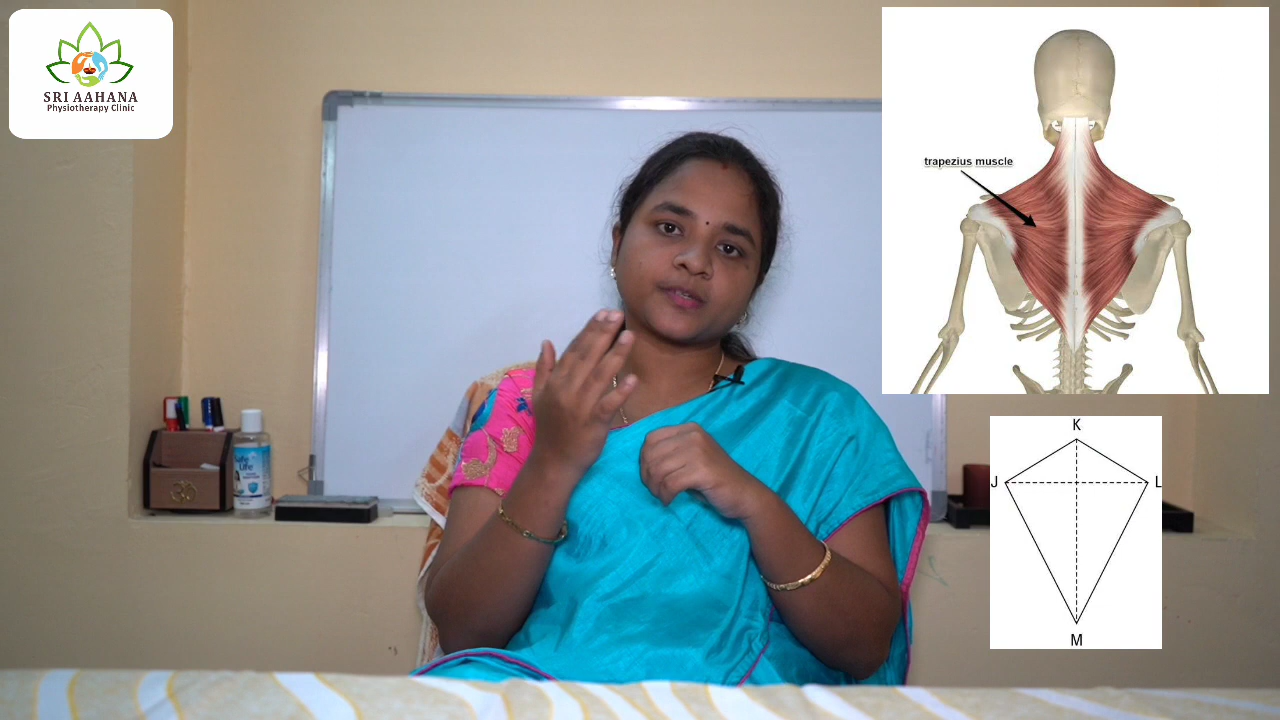 SRI AAHANA
Physiotherapy Clinic
trapezius muscle
K
J
L
M
Life